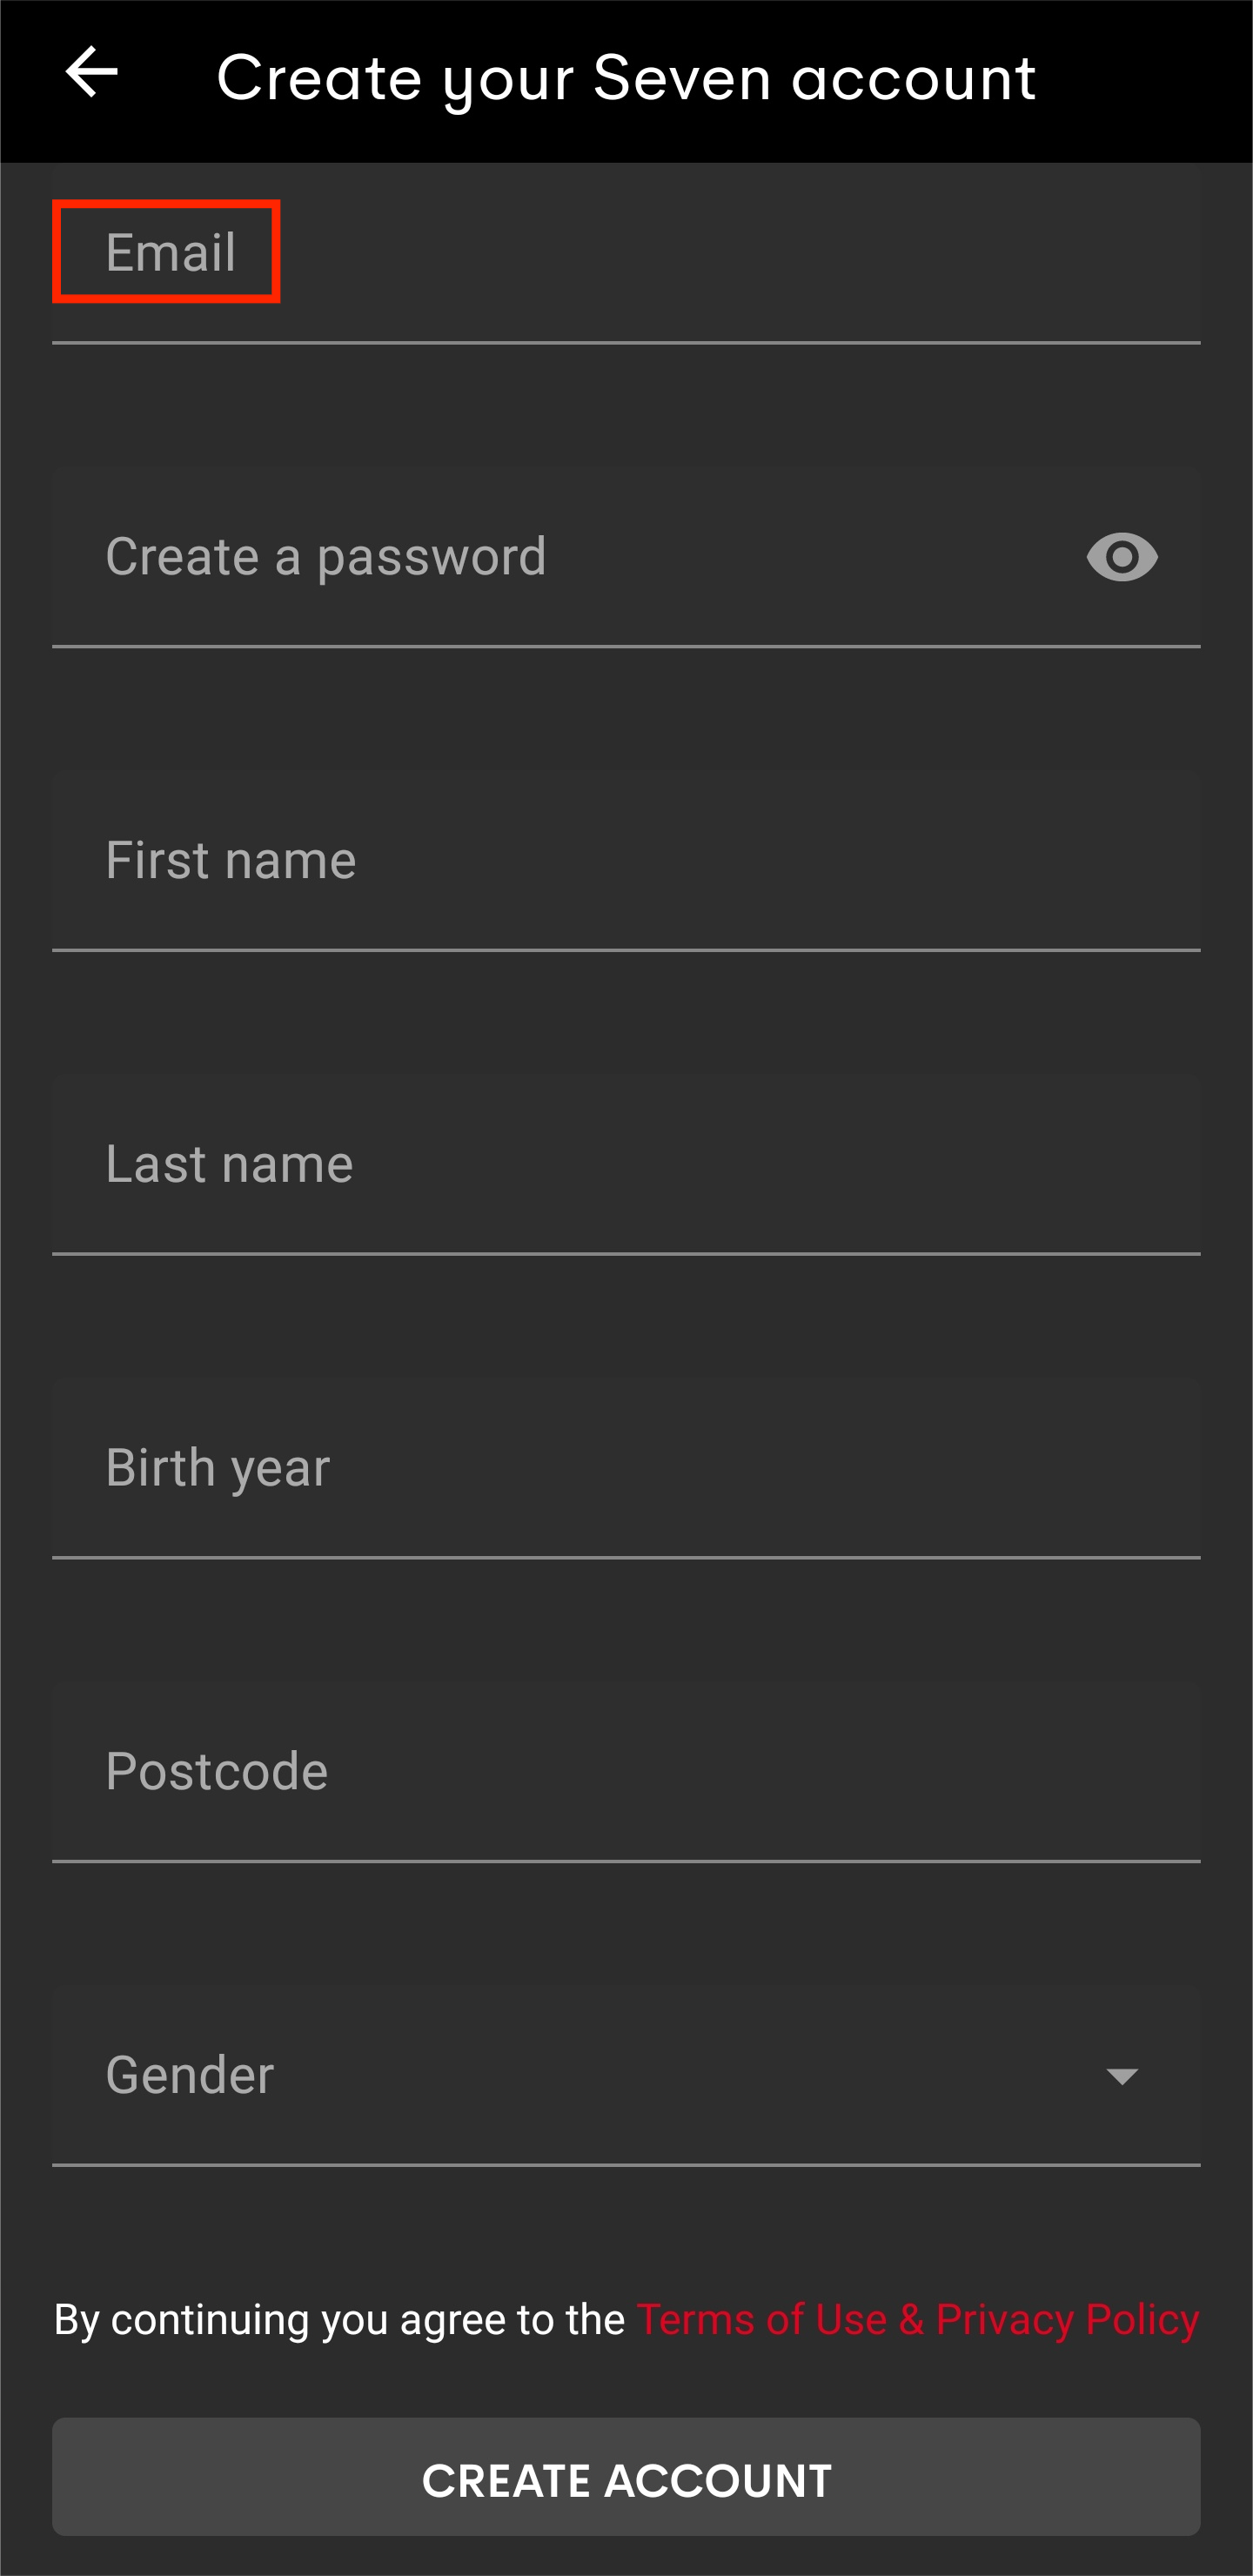 Create your Seven account
Email
Create a password
First name
Last name
Birth year
Postcode
Gender
By continuing you agree to the Terms of Use & Privacy Policy
CREATE ACCOUNT